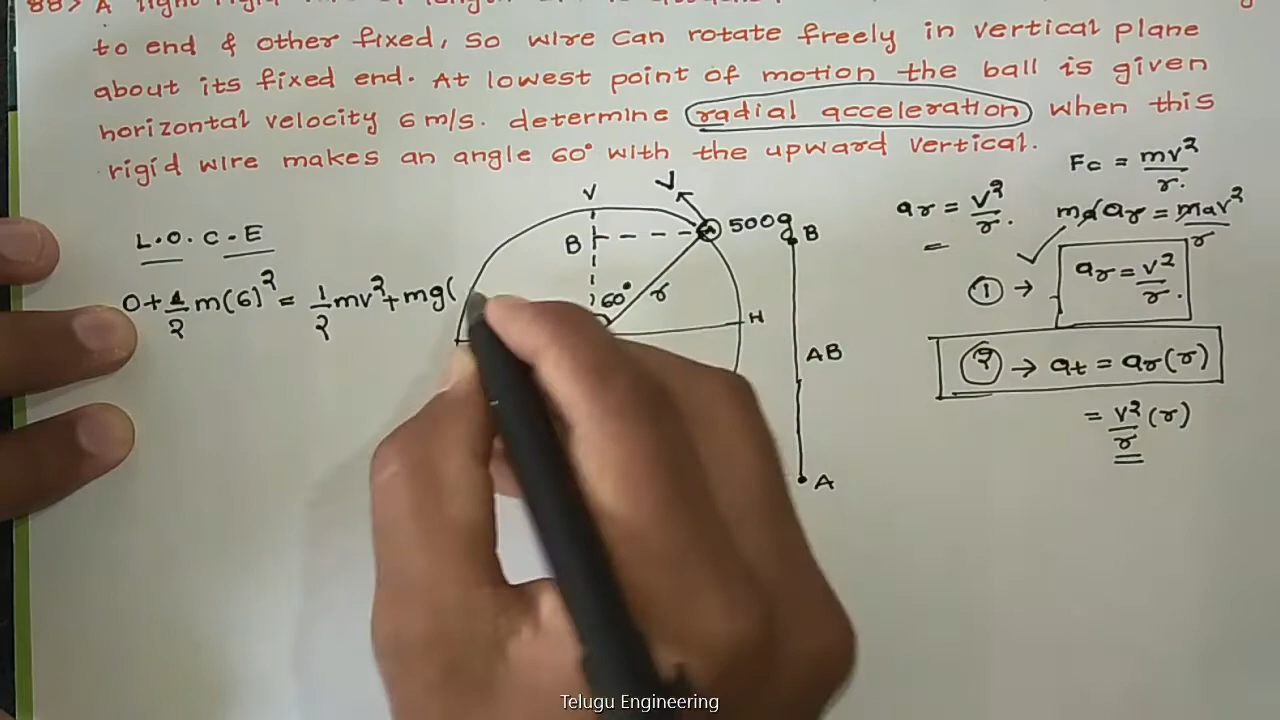 to end & other fixed, so wire can rotate freely in vertical plane
about its fixed end. At lowest point of motion the ball is given
horizontal velocity 6m/s. determine radial acceleration when this
rigid wire makes an angle 60° with the upward vertical.
L.O.C.E
0+1/2 m(6)² = 1/2 mv²+mg(
V
V
B
500g
60°
r
H
B
AB
A
Fc = mv²/r.
ar = v²/r.
① → ar = v²/r.
② → at = ar(r)
= v²/r (r)
Telugu Engineering